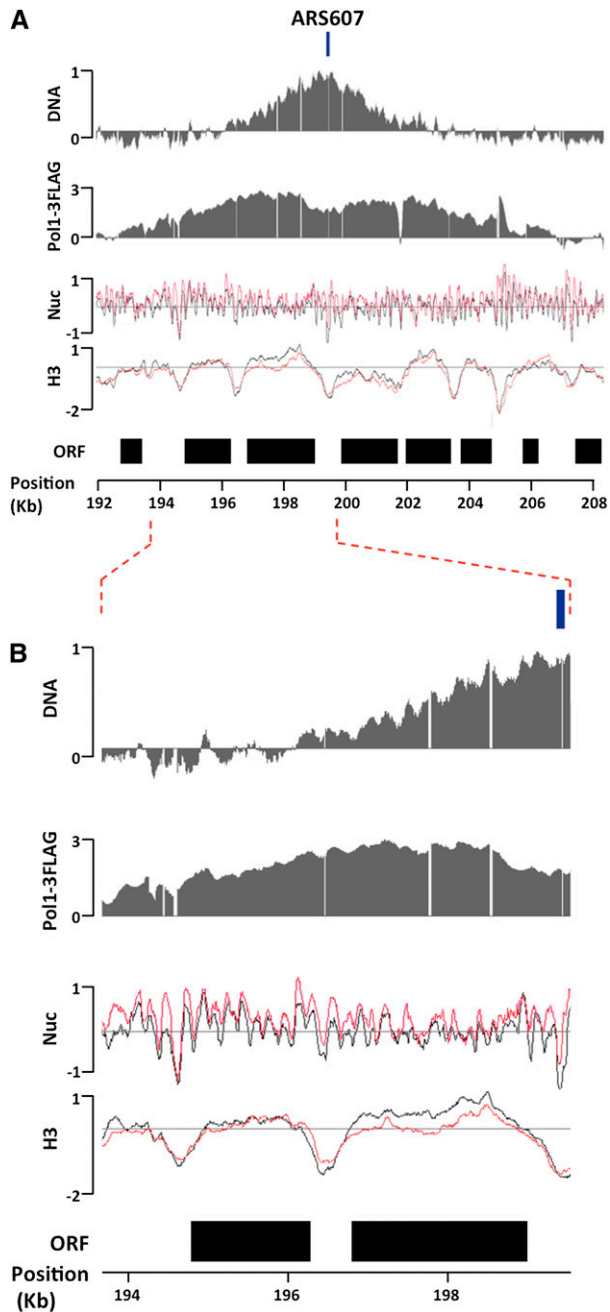 A
ARS607
DNA
1
0
Pol1-3FLAG
3
0
Nuc
1
-1
H3
1
-2
ORF
Position
(Kb)
192 194 196 198 200 202 204 206 208
B
DNA
1
0
Pol1-3FLAG
3
0
Nuc
1
-1
H3
1
-2
ORF
Position
(Kb)
194 196 198